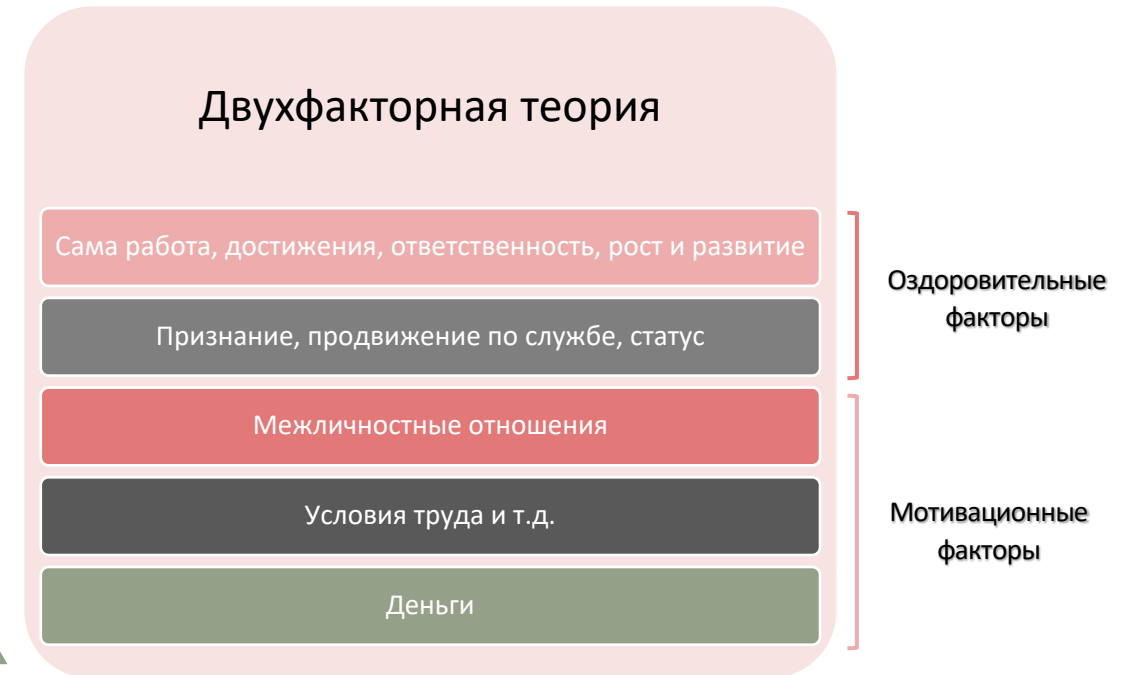 Двухфакторная теория
Сама работа, достижения, ответственность, рост и развитие
Признание, продвижение по службе, статус
Межличностные отношения
Условия труда и т.д.
Деньги
Оздоровительные
факторы
Мотивационные
факторы